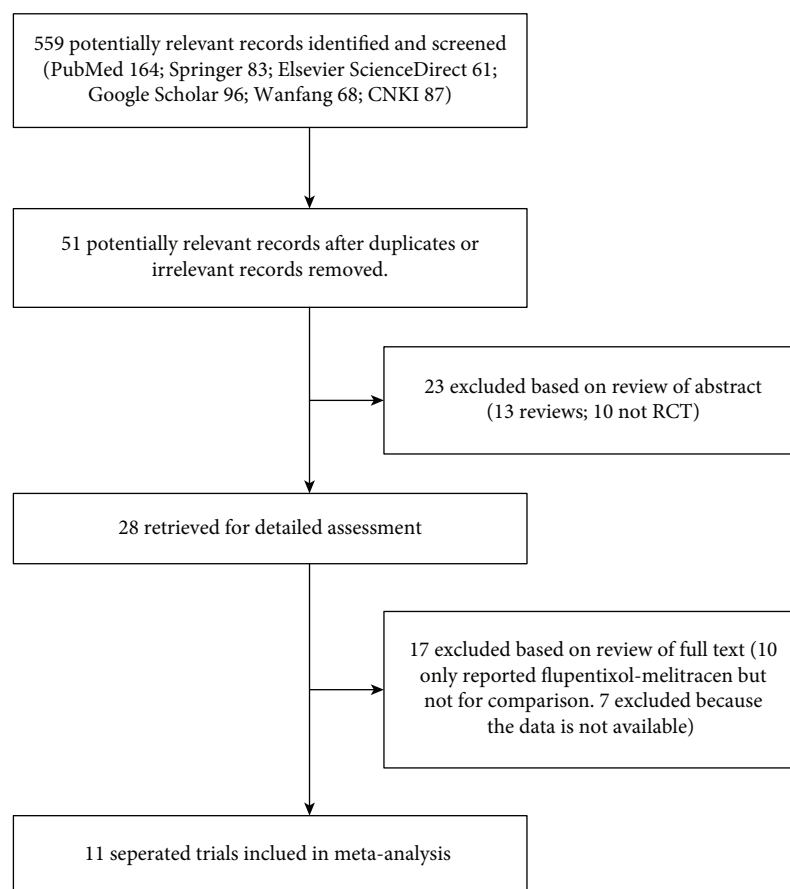 559 potentially relevant records identified and screened
(PubMed 164; Springer 83; Elsevier ScienceDirect 61;
Google Scholar 96; Wanfang 68; CNKI 87)
51 potentially relevant records after duplicates or
irrelevant records removed.
23 excluded based on review of abstract
(13 reviews; 10 not RCT)
28 retrieved for detailed assessment
17 excluded based on review of full text (10
only reported flupentixol-melitracen but
not for comparison. 7 excluded because
the data is not available)
11 seperated trials inclued in meta-analysis